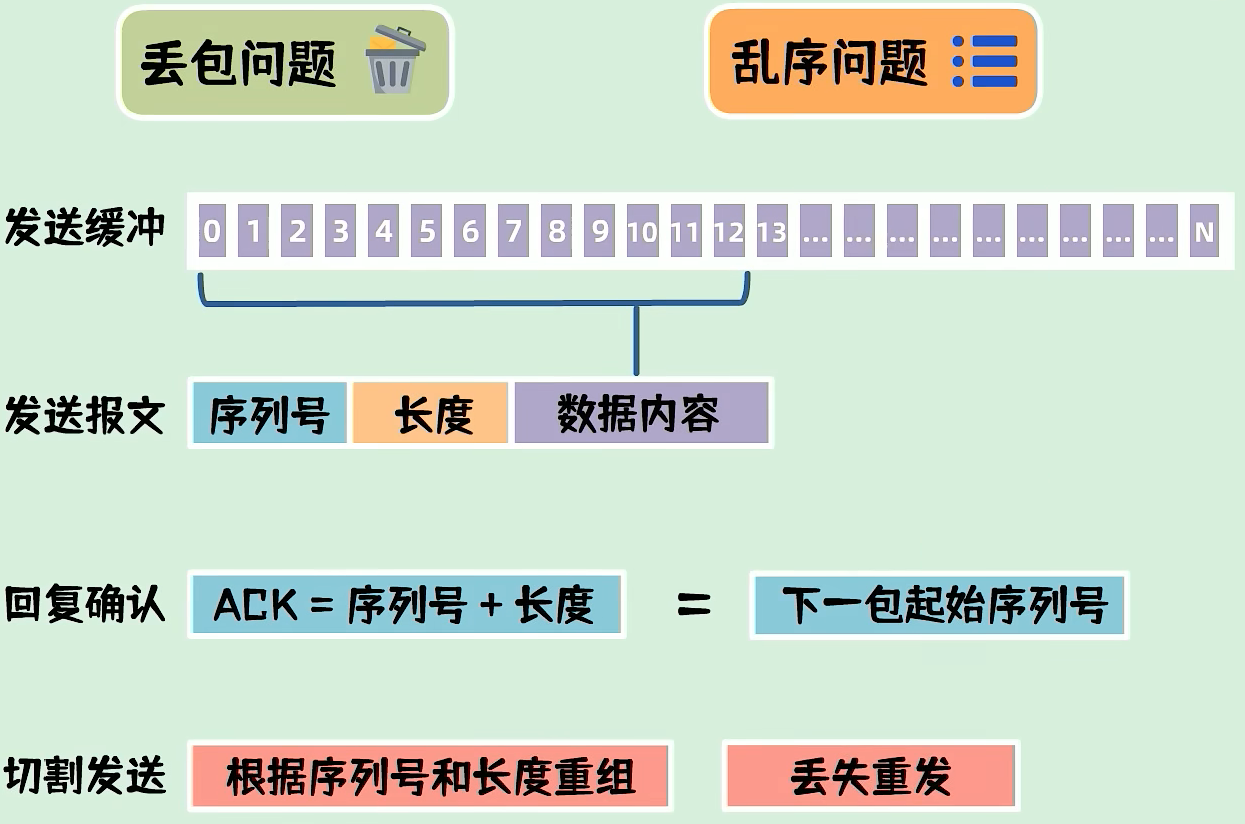 丢包问题
乱序问题
发送缓冲 0 1 2 3 4 5 6 7 8 9 10 11 12 13 ... ... ... ... ... ... ... ... ... N
发送报文 序列号 长度 数据内容
回复确认 ACK = 序列号 + 长度 = 下一包起始序列号
切割发送 根据序列号和长度重组 丢失重发